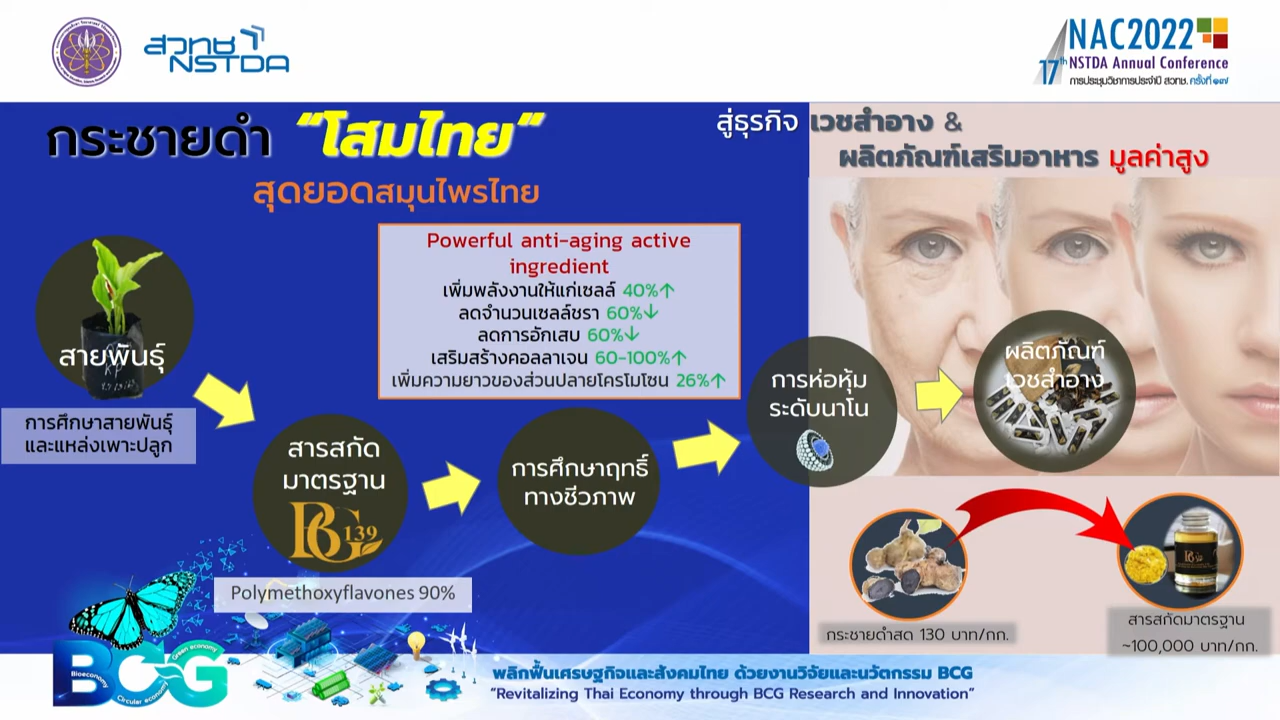 สวทช
NSTDA
NAC2022
17th NSTDA Annual Conference
การประชุมวิชาการประจำปี สวทช. ครั้งที่ ๑๗
กระชายดำ “โสมไทย”
สุดยอดสมุนไพรไทย
สู่ธุรกิจ เวชสำอาง &
ผลิตภัณฑ์เสริมอาหาร มูลค่าสูง
Powerful anti-aging active
ingredient
เพิ่มพลังงานให้แก่เซลล์ 40%↑
ลดจำนวนเซลล์ชรา 60%↓
ลดการอักเสบ 60%↓
เสริมสร้างคอลลาเจน 60-100%↑
เพิ่มความยาวของส่วนปลายโครโมโซน 26%↑
สายพันธุ์
การศึกษาสายพันธุ์
และแหล่งเพาะปลูก
สารสกัด
มาตรฐาน
BG 139
Polymethoxyflavones 90%
การศึกษาฤทธิ์
ทางชีวภาพ
การห่อหุ้ม
ระดับนาโน
ผลิตภัณฑ์
เวชสำอาง
กระชายดำสด 130 บาท/กก.
สารสกัดมาตรฐาน
~100,000 บาท/กก.
BCG
Bioeconomy
Circular economy
Green economy
พลิกฟื้นเศรษฐกิจและสังคมไทย ด้วยงานวิจัยและนวัตกรรม BCG
“Revitalizing Thai Economy through BCG Research and Innovation”